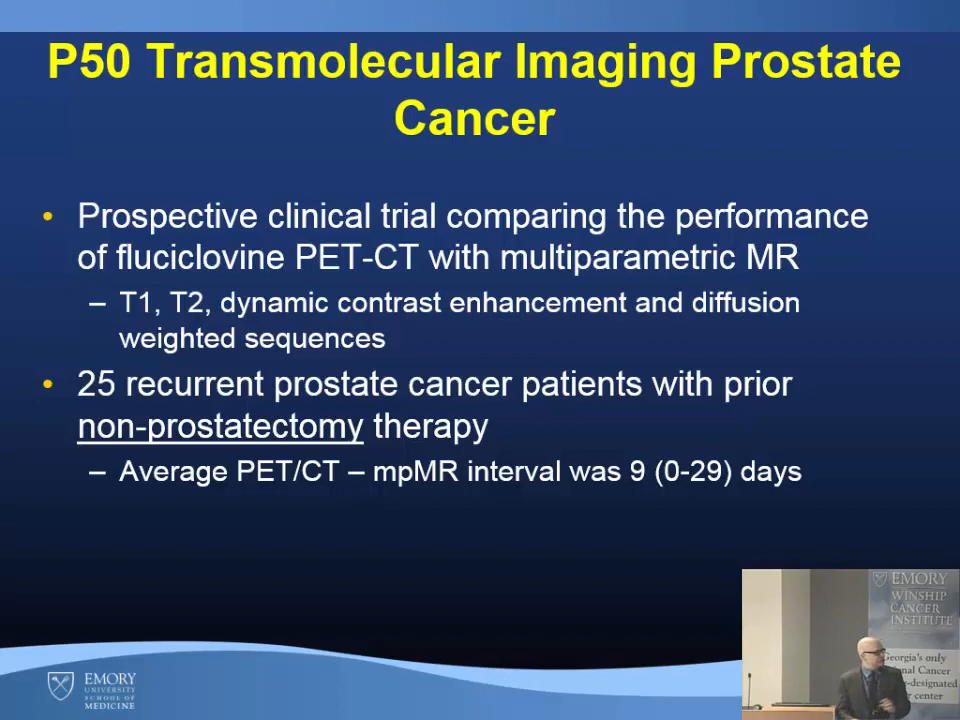 P50 Transmolecular Imaging Prostate
Cancer
• Prospective clinical trial comparing the performance
of fluciclovine PET-CT with multiparametric MR
– T1, T2, dynamic contrast enhancement and diffusion
weighted sequences
• 25 recurrent prostate cancer patients with prior
non-prostatectomy therapy
– Average PET/CT – mpMR interval was 9 (0-29) days
EMORY
UNIVERSITY
SCHOOL OF
MEDICINE
EMORY
WINSHIP
CANCER
INSTITUTE
Georgia's only
Cancer
-designated
center